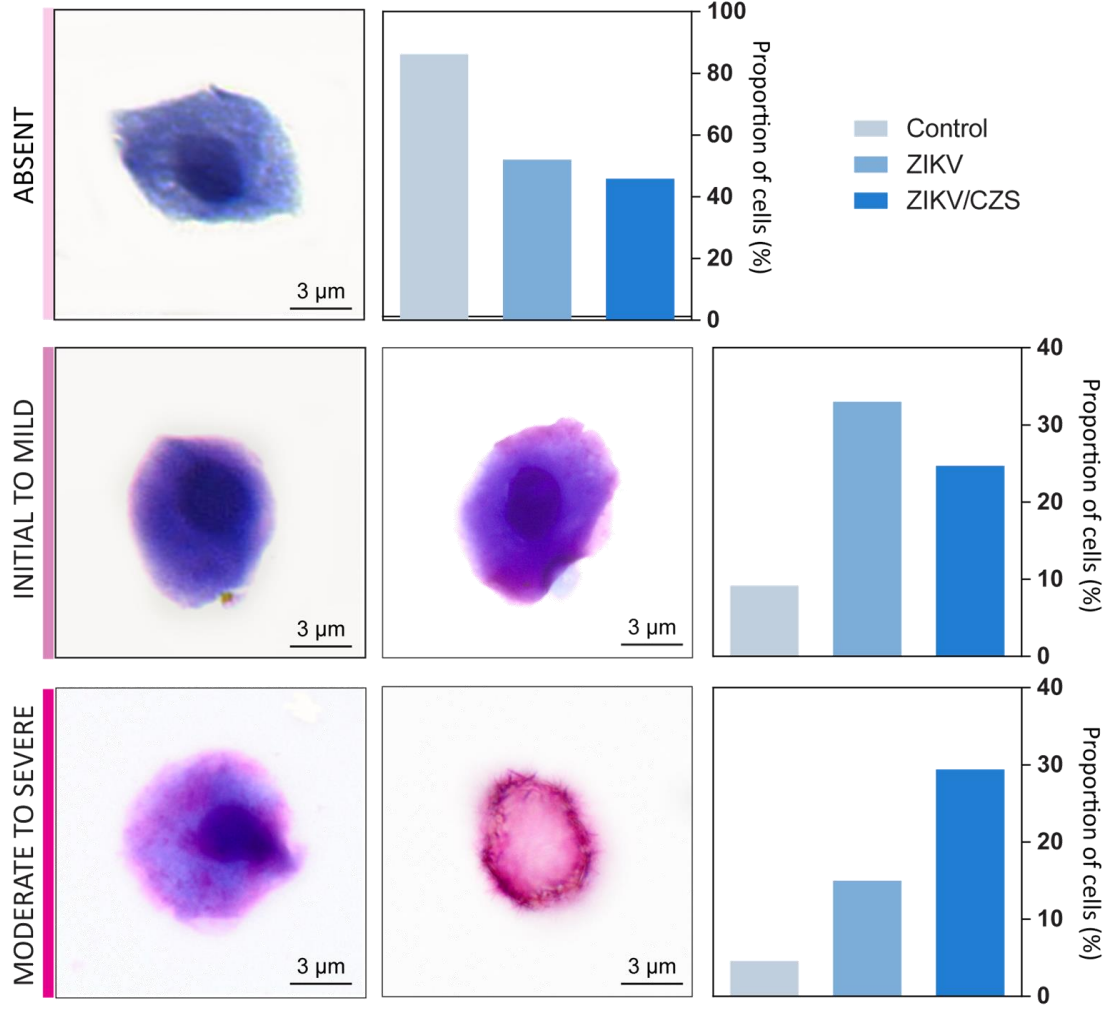 ABSENT
3 µm
100
80
60
40
20
0
Proportion of cells (%)
Control
ZIKV
ZIKV/CZS
INITIAL TO MILD
3 µm
3 µm
40
30
20
10
0
Proportion of cells (%)
MODERATE TO SEVERE
3 µm
3 µm
40
30
20
10
0
Proportion of cells (%)